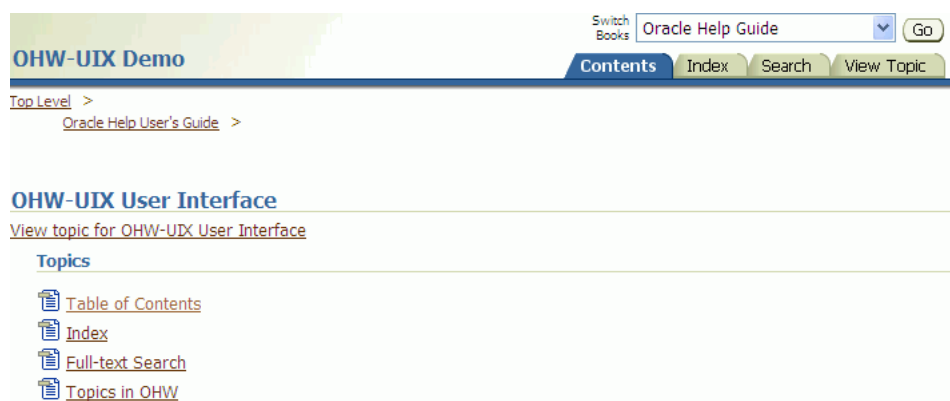 Switch Books Oracle Help Guide Go
OHW-UIX Demo
Contents Index Search View Topic
Top Level >
Oracle Help User's Guide >
OHW-UIX User Interface
View topic for OHW-UIX User Interface
Topics
Table of Contents
Index
Full-text Search
Topics in OHW